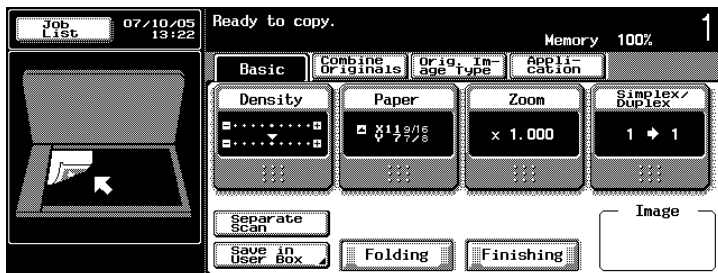 Job
List
07/10/05
13:22
Ready to copy.
1
Memory 100%
Basic
Combine
Originals
Orig. Im-
age Type
Appli-
cation
Density
Paper
Zoom
Simplex/
Duplex
X11 9/16
Y 7 7/8
x 1.000
1 → 1
Separate
Scan
Save in
User Box
Folding
Finishing
Image